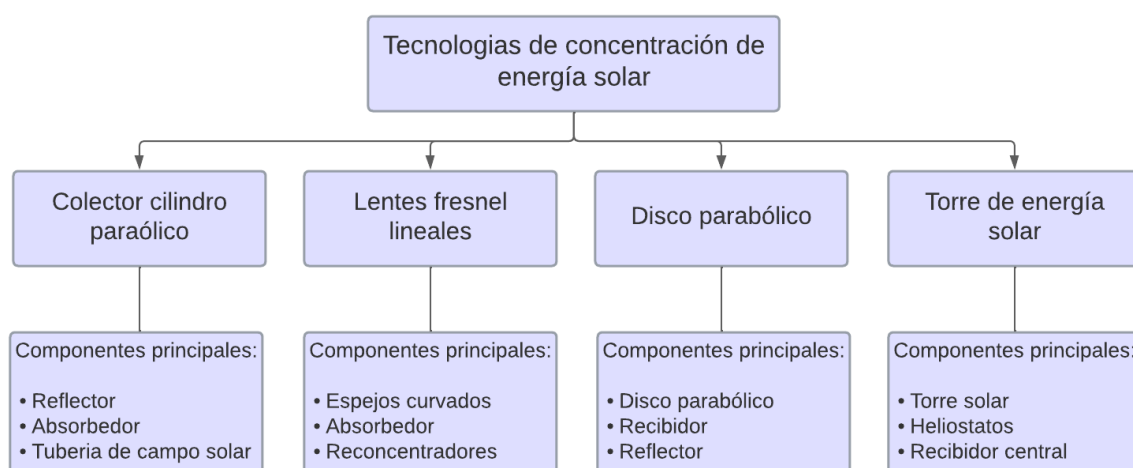 Tecnologias de concentración de
energía solar
Colector cilindro
paraólico
Lentes fresnel
lineales
Disco parabólico
Torre de energía
solar
Componentes principales:
• Reflector
• Absorbedor
• Tuberia de campo solar
Componentes principales:
• Espejos curvados
• Absorbedor
• Reconcentradores
Componentes principales:
• Disco parabólico
• Recibidor
• Reflector
Componentes principales:
• Torre solar
• Heliostatos
• Recibidor central